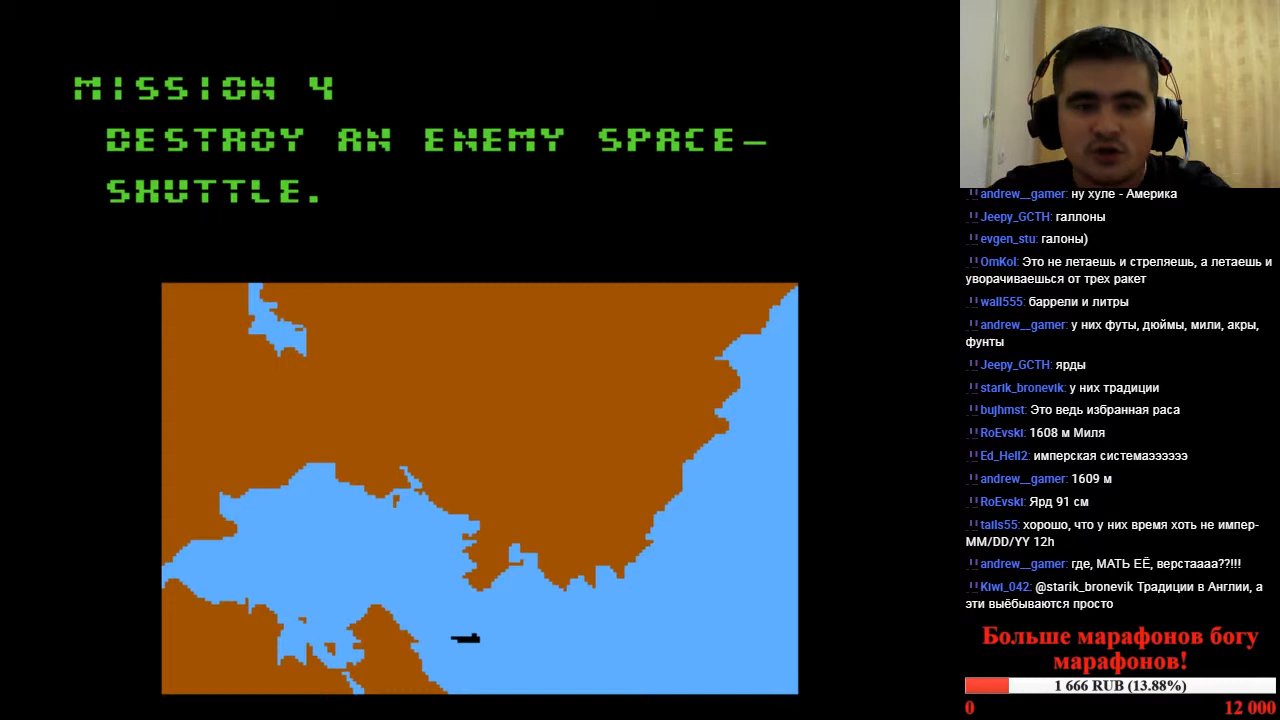 MISSION 4
DESTROY AN ENEMY SPACE-
SHUTTLE.
andrew__gamer: ну хуле - Америка
Jeepy_GCTH: галлоны
evgen_stu: галоны)
OmKol: Это не летаешь и стреляешь, а летаешь и
уворачиваешься от трех ракет
wall555: баррели и литры
andrew__gamer: у них футы, дюймы, мили, акры,
фунты
Jeepy_GCTH: ярды
starik_bronevik: у них традиции
bujhmst: Это ведь избранная раса
RoEvski: 1608 м Миля
Ed_Hell2: имперская системаэээээээ
andrew__gamer: 1609 м
RoEvski: Ярд 91 см
tails55: хорошо, что у них время хоть не импер-
MM/DD/YY 12h
andrew__gamer: где, МАТЬ ЕЁ, верстаааа??!!!
Kiwi_042: @starik_bronevik Традиции в Англии, а
эти выёбываются просто
Больше марафонов богу
марафонов!
1 666 RUB (13.88%)
0 12 000